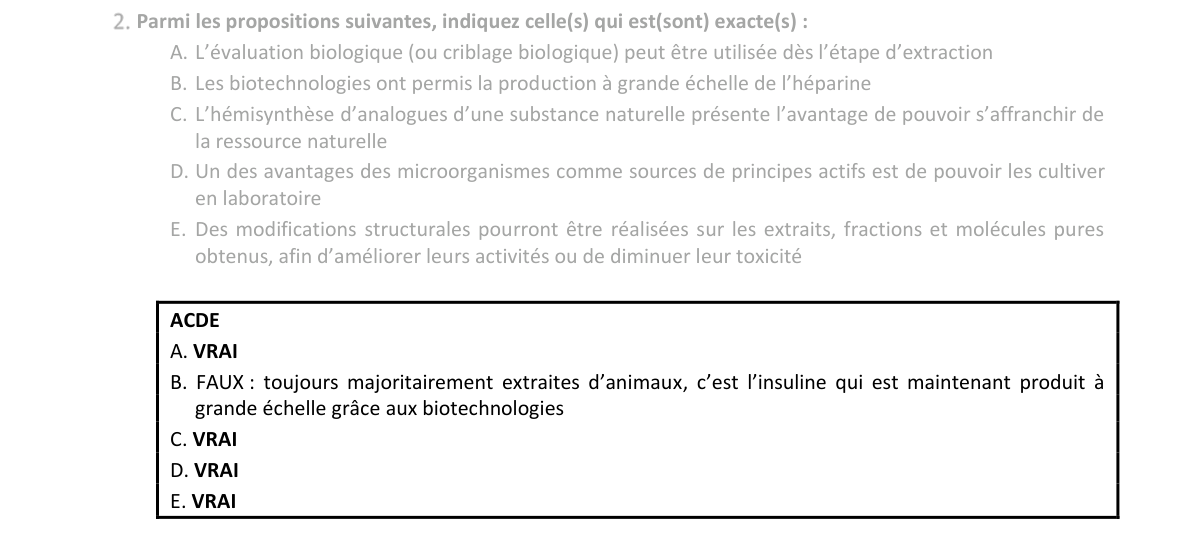 2. Parmi les propositions suivantes, indiquez celle(s) qui est(sont) exacte(s) :
A. L’évaluation biologique (ou criblage biologique) peut être utilisée dès l’étape d’extraction
B. Les biotechnologies ont permis la production à grande échelle de l’héparine
C. L’hémisynthèse d’analogues d’une substance naturelle présente l’avantage de pouvoir s’affranchir de
la ressource naturelle
D. Un des avantages des microorganismes comme sources de principes actifs est de pouvoir les cultiver
en laboratoire
E. Des modifications structurales pourront être réalisées sur les extraits, fractions et molécules pures
obtenus, afin d’améliorer leurs activités ou de diminuer leur toxicité
ACDE
A. VRAI
B. FAUX : toujours majoritairement extraites d’animaux, c’est l’insuline qui est maintenant produit à
grande échelle grâce aux biotechnologies
C. VRAI
D. VRAI
E. VRAI